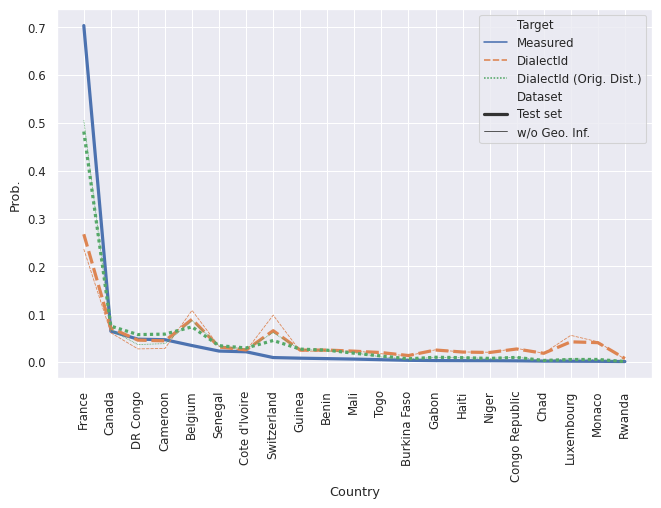 Target
Measured
DialectId
DialectId (Orig. Dist.)
Dataset
Test set
w/o Geo. Inf.
0.7
0.6
0.5
0.4
0.3
0.2
0.1
0.0
Prob.
France
Canada
DR Congo
Cameroon
Belgium
Senegal
Cote d'Ivoire
Switzerland
Guinea
Benin
Mali
Togo
Burkina Faso
Gabon
Haiti
Niger
Congo Republic
Chad
Luxembourg
Monaco
Rwanda
Country